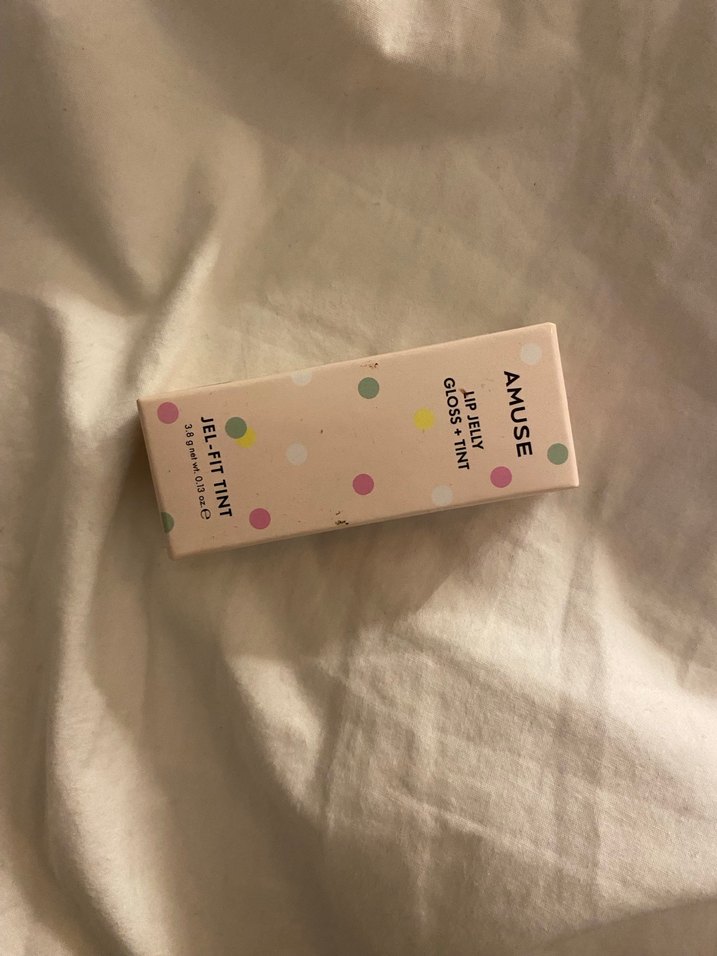 AMUSE
LIP JELLY
GLOSS + TINT
JEL-FIT TINT
3.8 g net wt. 0.13 oz. ℮